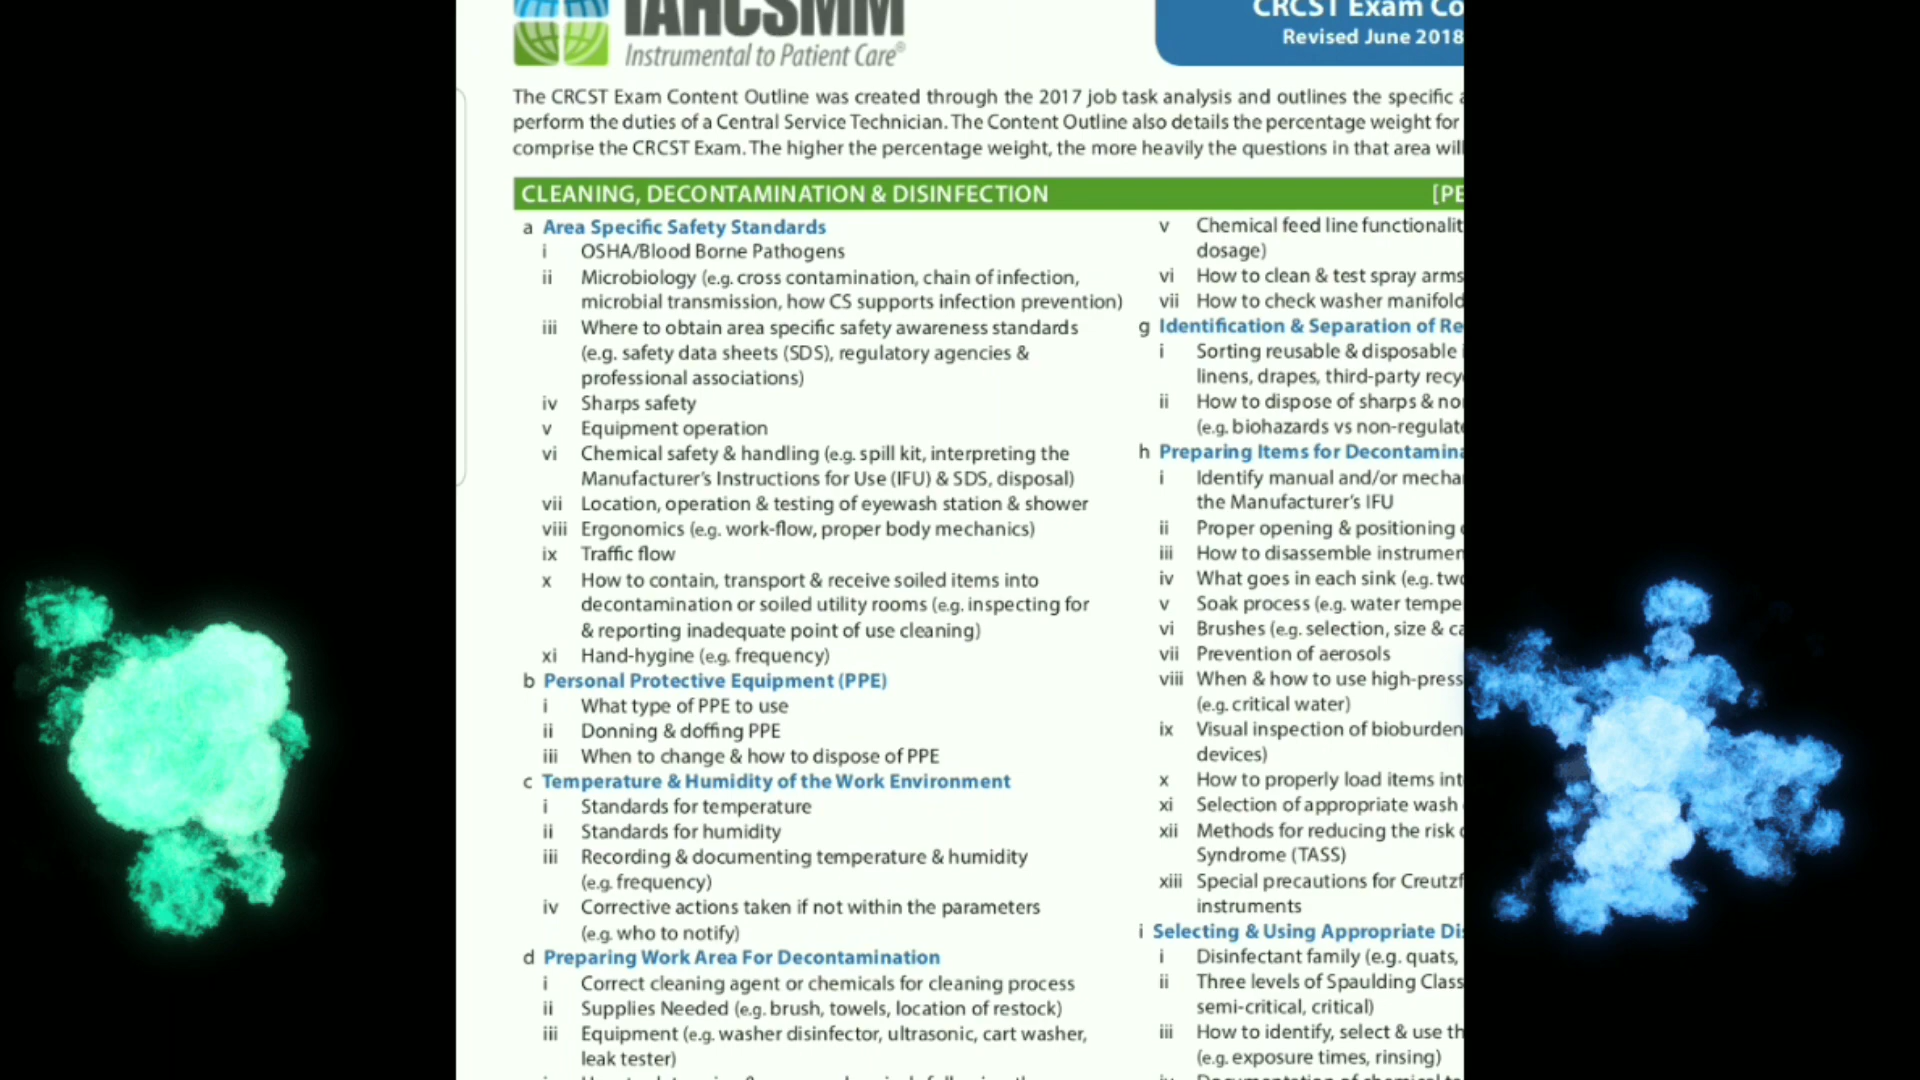 IAHCSMM
Instrumental to Patient Care®
CRCST Exam Co
Revised June 2018
The CRCST Exam Content Outline was created through the 2017 job task analysis and outlines the specific
perform the duties of a Central Service Technician. The Content Outline also details the percentage weight for
comprise the CRCST Exam. The higher the percentage weight, the more heavily the questions in that area will
CLEANING, DECONTAMINATION & DISINFECTION [PE
a Area Specific Safety Standards
i OSHA/Blood Borne Pathogens
ii Microbiology (e.g. cross contamination, chain of infection,
microbial transmission, how CS supports infection prevention)
iii Where to obtain area specific safety awareness standards
(e.g. safety data sheets (SDS), regulatory agencies &
professional associations)
iv Sharps safety
v Equipment operation
vi Chemical safety & handling (e.g. spill kit, interpreting the
Manufacturer's Instructions for Use (IFU) & SDS, disposal)
vii Location, operation & testing of eyewash station & shower
viii Ergonomics (e.g. work-flow, proper body mechanics)
ix Traffic flow
x How to contain, transport & receive soiled items into
decontamination or soiled utility rooms (e.g. inspecting for
& reporting inadequate point of use cleaning)
xi Hand-hygine (e.g. frequency)
b Personal Protective Equipment (PPE)
i What type of PPE to use
ii Donning & doffing PPE
iii When to change & how to dispose of PPE
c Temperature & Humidity of the Work Environment
i Standards for temperature
ii Standards for humidity
iii Recording & documenting temperature & humidity
(e.g. frequency)
iv Corrective actions taken if not within the parameters
(e.g. who to notify)
d Preparing Work Area For Decontamination
i Correct cleaning agent or chemicals for cleaning process
ii Supplies Needed (e.g. brush, towels, location of restock)
iii Equipment (e.g. washer disinfector, ultrasonic, cart washer,
leak tester)
v Chemical feed line functionalit
dosage)
vi How to clean & test spray arms
vii How to check washer manifold
g Identification & Separation of Re
i Sorting reusable & disposable
linens, drapes, third-party recy
ii How to dispose of sharps & no
(e.g. biohazards vs non-regulate
h Preparing Items for Decontamina
i Identify manual and/or mecha
the Manufacturer's IFU
ii Proper opening & positioning
iii How to disassemble instrumen
iv What goes in each sink (e.g. two
v Soak process (e.g. water tempe
vi Brushes (e.g. selection, size & ca
vii Prevention of aerosols
viii When & how to use high-press
(e.g. critical water)
ix Visual inspection of bioburden
devices)
x How to properly load items int
xi Selection of appropriate wash
xii Methods for reducing the risk
Syndrome (TASS)
xiii Special precautions for Creutzf
instruments
i Selecting & Using Appropriate Dis
i Disinfectant family (e.g. quats,
ii Three levels of Spaulding Class
semi-critical, critical)
iii How to identify, select & use th
(e.g. exposure times, rinsing)